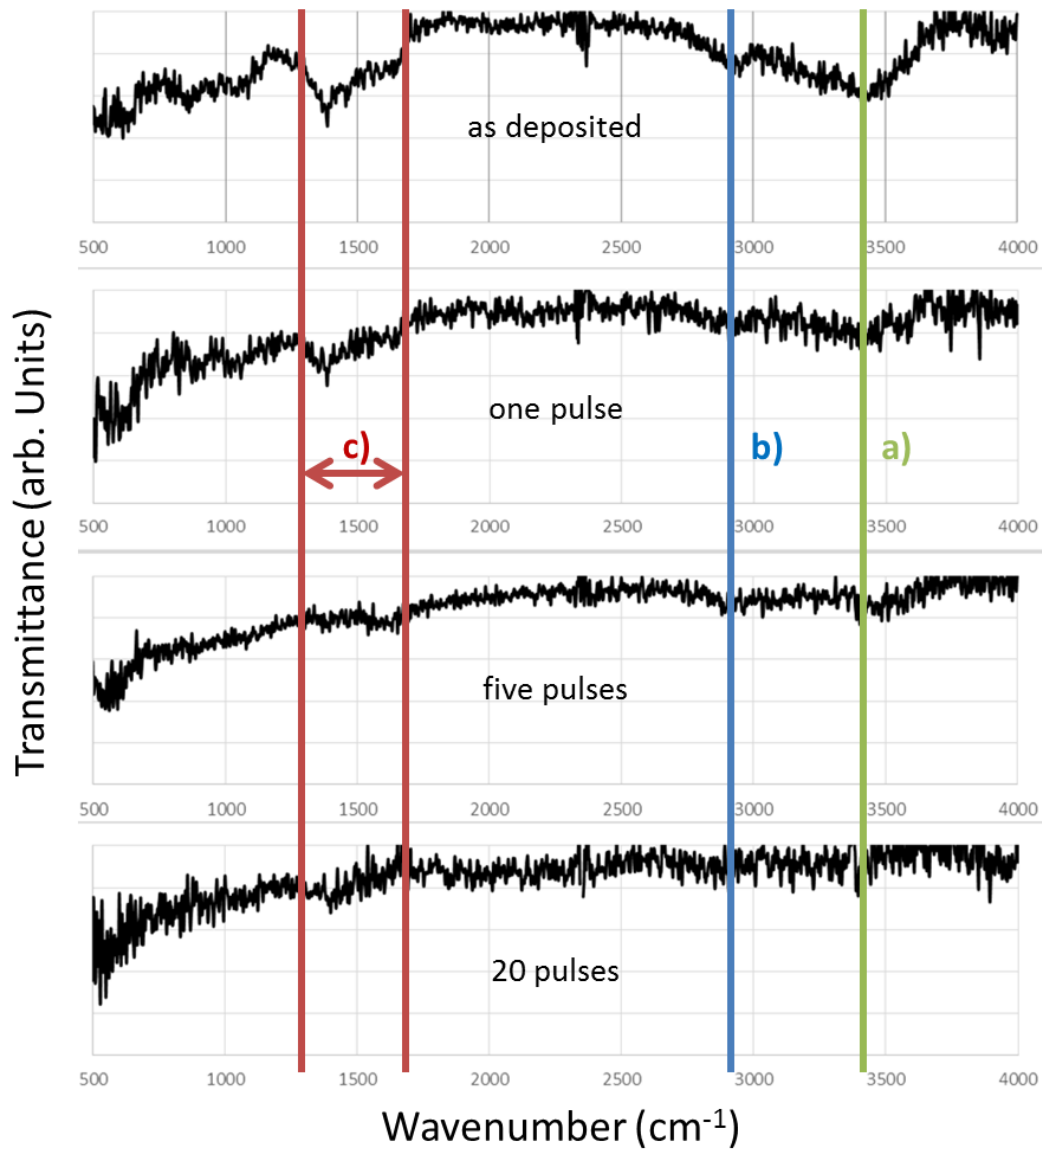 as deposited
500 1000 1500 2000 2500 3000 3500 4000
one pulse
c) b) a)
500 1000 1500 2000 2500 3000 3500 4000
five pulses
500 1000 1500 2000 2500 3000 3500 4000
20 pulses
500 1000 1500 2000 2500 3000 3500 4000
Transmittance (arb. Units)
Wavenumber (cm⁻¹)